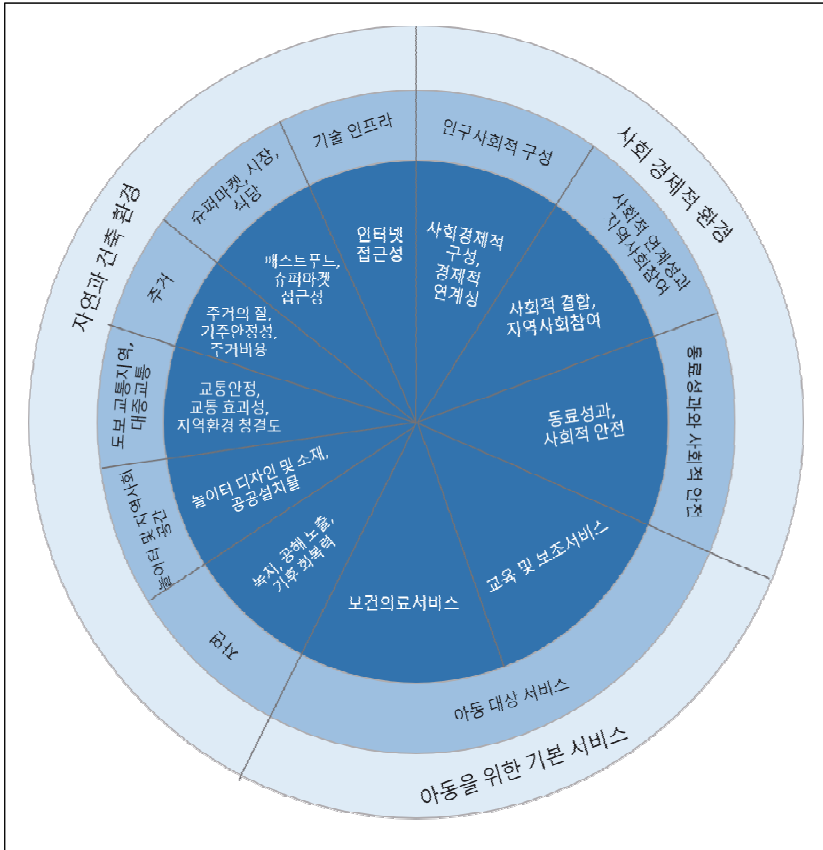 사회 경제적 환경
인구사회적 구성
사회경제적
구성,
경제적
연계성
사회적 연계성과
지역사회참여
사회적 결합,
지역사회참여
동료성과와 사회적 안전
동료성과,
사회적 안전
아동을 위한 기본 서비스
아동 대상 서비스
교육 및 보조서비스
보건의료서비스
자연과 건축 환경
자연
녹지, 공해 노출,
기후 회복력
놀이터 및 지역사회
공간
놀이터 디자인 및 소재,
공공설치물
도보 교통지역,
대중교통
교통안정,
교통 효과성,
지역환경 청결도
주거
주거의 질,
거주안정성,
주거비용
슈퍼마켓, 시장,
식당
패스트푸드,
슈퍼마켓
접근성
기술 인프라
인터넷
접근성